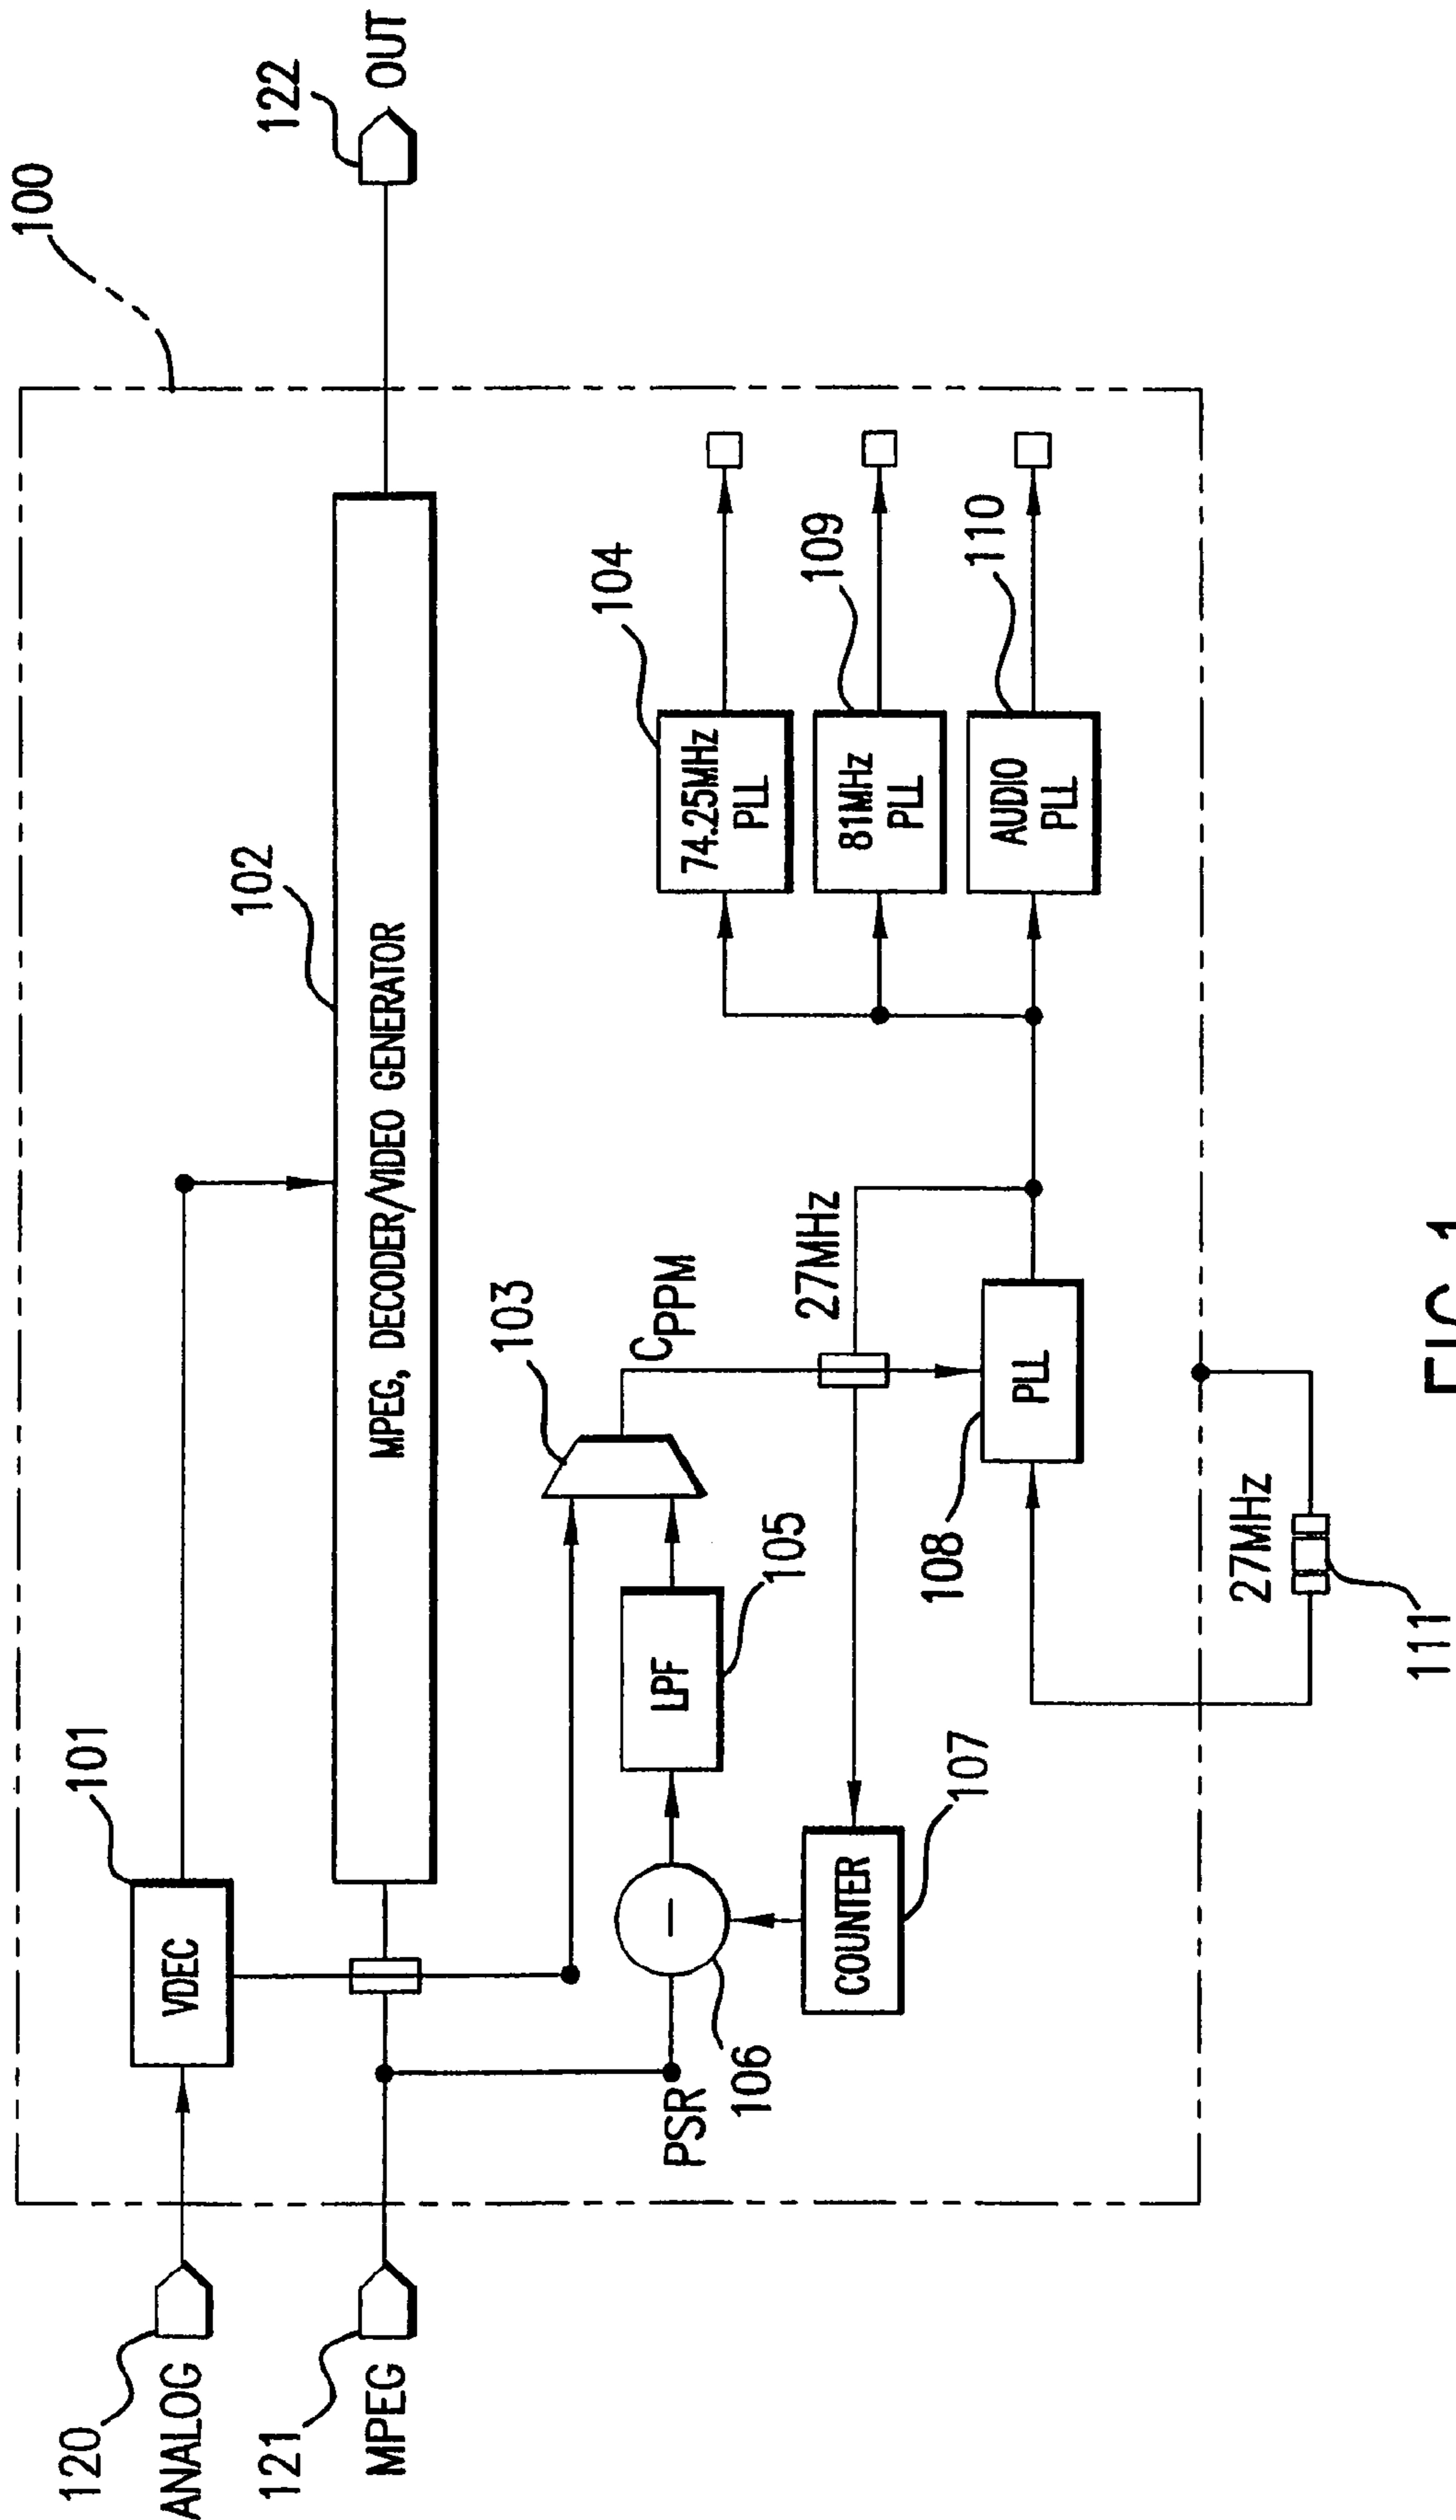 100
122
OUT
120
ANALOG
101
VDEC
102
MPEG, DECODER/VIDEO GENERATOR
121
MPEG
103
CPPM
104
74.25MHz
PLL
PSR
106
LPF
105
27MHz
109
81MHz
PLL
COUNTER
107
108
PLL
110
AUDIO
PLL
27MHz
111
FIG. 1